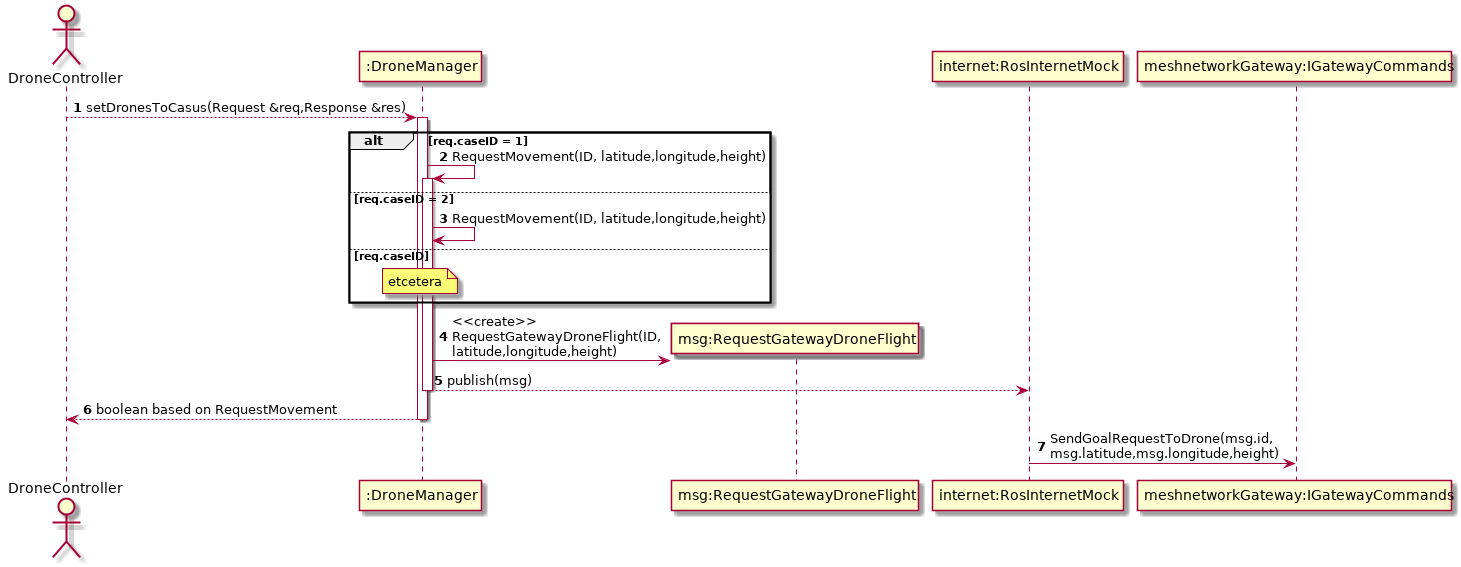 DroneController
:DroneManager
internet:RosInternetMock
meshnetworkGateway:IGatewayCommands
1 setDronesToCasus(Request &req,Response &res)
alt [req.caseID = 1]
2 RequestMovement(ID, latitude,longitude,height)
[req.caseID = 2]
3 RequestMovement(ID, latitude,longitude,height)
[req.caseID]
etcetera
<<create>>
4 RequestGatewayDroneFlight(ID,
latitude,longitude,height)
msg:RequestGatewayDroneFlight
5 publish(msg)
6 boolean based on RequestMovement
7 SendGoalRequestToDrone(msg.id,
msg.latitude,msg.longitude,height)
DroneController
:DroneManager
msg:RequestGatewayDroneFlight
internet:RosInternetMock
meshnetworkGateway:IGatewayCommands